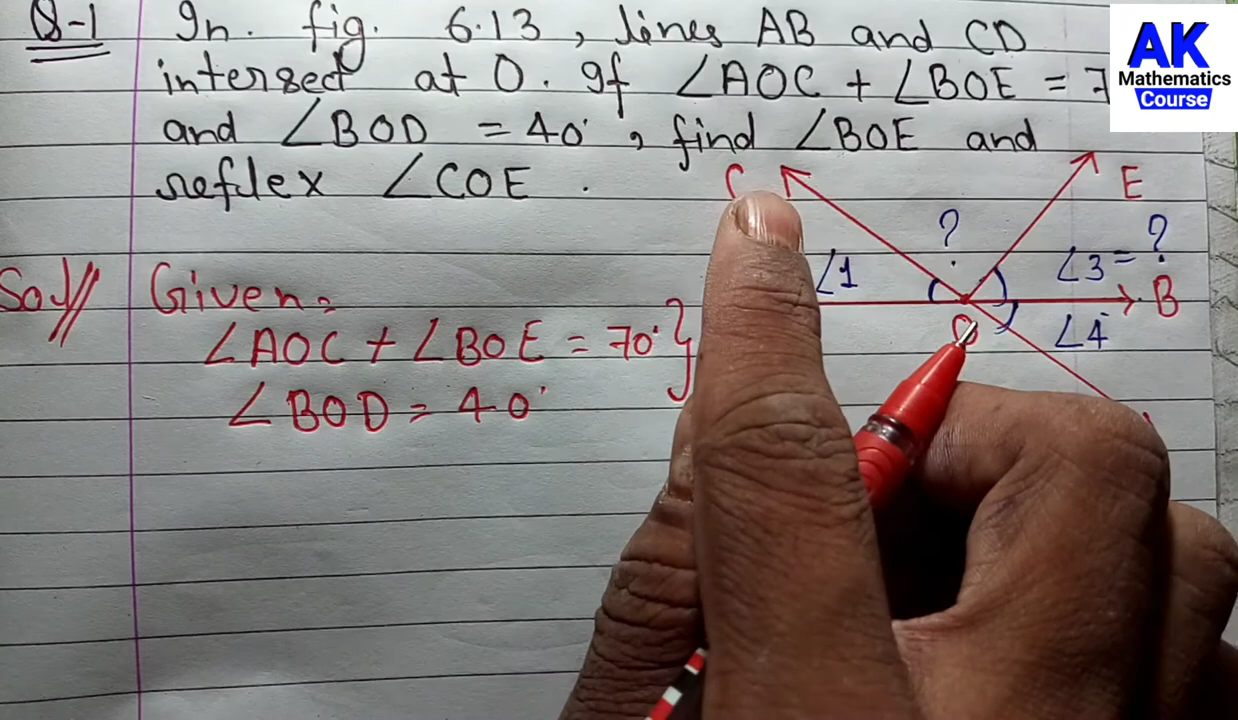 Q-1 In. fig. 6.13, lines AB and CD
intersect at O. If ∠AOC + ∠BOE = 7
and ∠BOD = 40°, find ∠BOE and
reflex ∠COE.
AK
Mathematics
Course
C
E
?
?
∠1
∠3 =
B
O
∠4
Sol// Given:
∠AOC + ∠BOE = 70° }
∠BOD = 40°